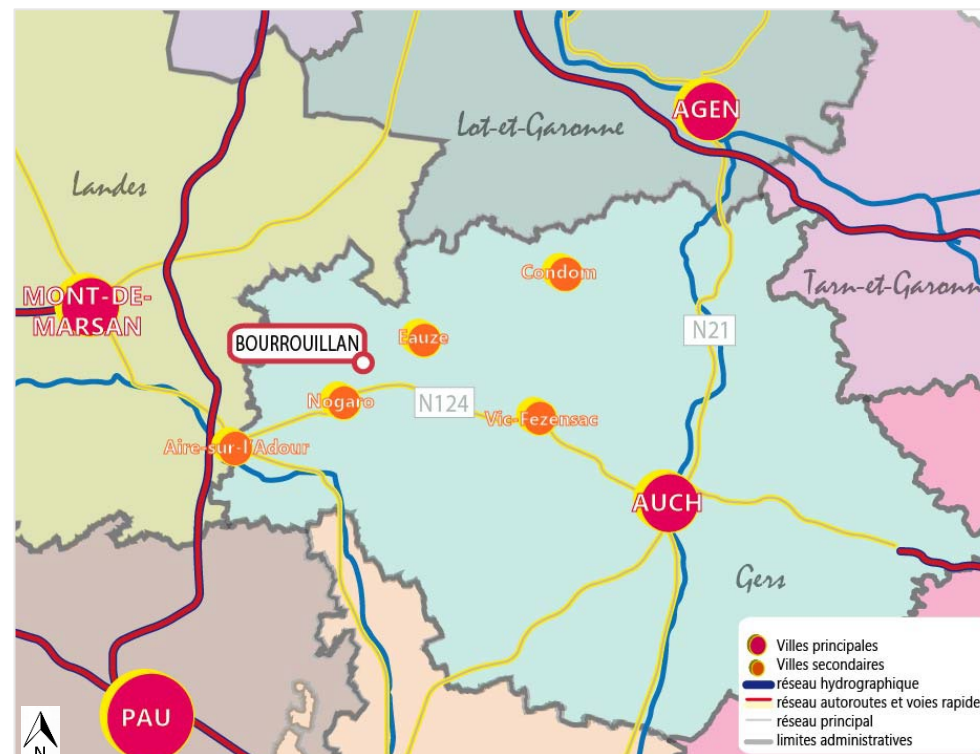 AGEN
Lot-et-Garonne
Landes
Condom
Tarn-et-Garonn
MONT-DE-
MARSAN
N21
BOURROUILLAN
Eauze
Nogaro
N124
Vic-Fezensac
Aire-sur-l'Adour
AUCH
Gers
PAU
N
Villes principales
Villes secondaires
réseau hydrographique
réseau autoroutes et voies rapide
réseau principal
limites administratives